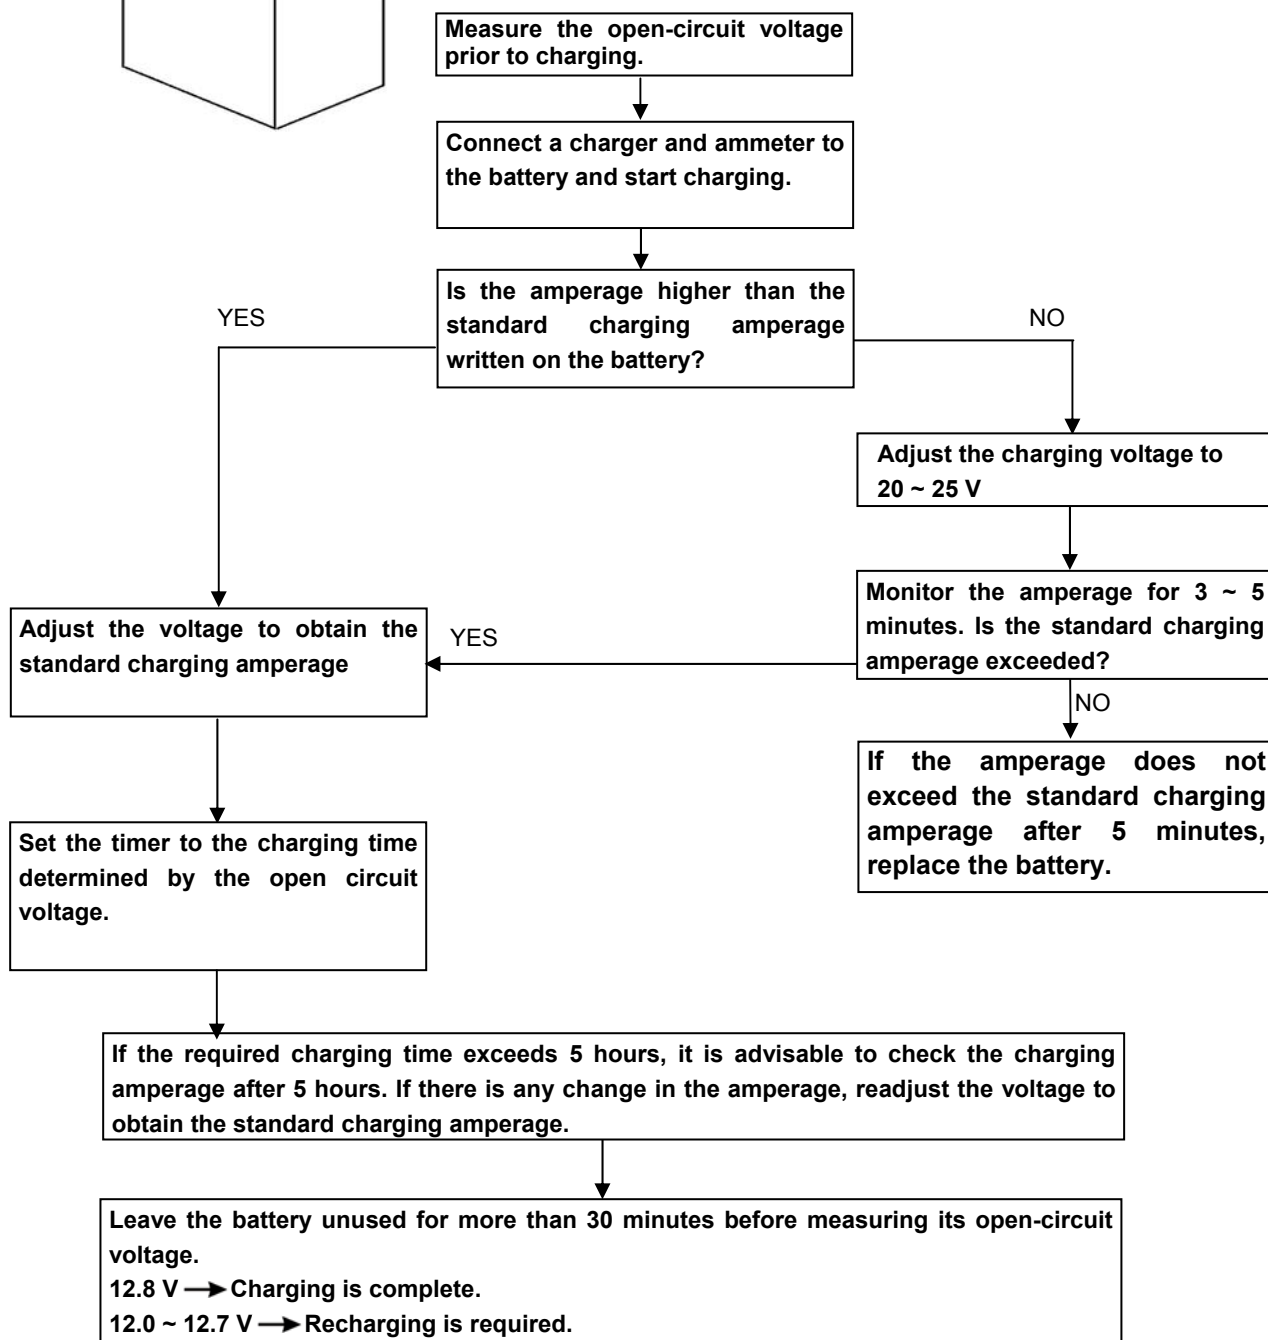 Measure the open-circuit voltage
prior to charging.
Connect a charger and ammeter to
the battery and start charging.
Is the amperage higher than the
standard charging amperage
written on the battery?
YES
NO
Adjust the charging voltage to
20 ~ 25 V
Monitor the amperage for 3 ~ 5
minutes. Is the standard charging
amperage exceeded?
YES
NO
Adjust the voltage to obtain the
standard charging amperage
If the amperage does not
exceed the standard charging
amperage after 5 minutes,
replace the battery.
Set the timer to the charging time
determined by the open circuit
voltage.
If the required charging time exceeds 5 hours, it is advisable to check the charging
amperage after 5 hours. If there is any change in the amperage, readjust the voltage to
obtain the standard charging amperage.
Leave the battery unused for more than 30 minutes before measuring its open-circuit
voltage.
12.8 V → Charging is complete.
12.0 ~ 12.7 V → Recharging is required.